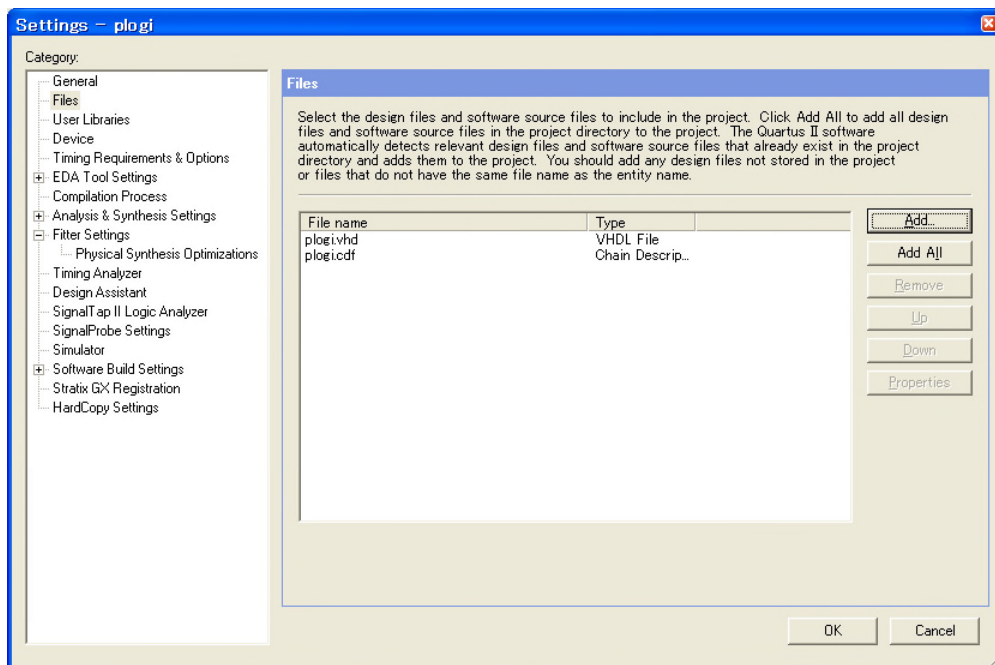 Settings - plogi
Category:
General
Files
User Libraries
Device
Timing Requirements & Options
EDA Tool Settings
Compilation Process
Analysis & Synthesis Settings
Fitter Settings
Physical Synthesis Optimizations
Timing Analyzer
Design Assistant
SignalTap II Logic Analyzer
SignalProbe Settings
Simulator
Software Build Settings
Stratix GX Registration
HardCopy Settings
Files
Select the design files and software source files to include in the project. Click Add All to add all design
files and software source files in the project directory to the project. The Quartus II software
automatically detects relevant design files and software source files that already exist in the project
directory and adds them to the project. You should add any design files not stored in the project
or files that do not have the same file name as the entity name.
File name Type
plogi.vhd VHDL File
plogi.cdf Chain Descrip...
Add...
Add All
Remove
Up
Down
Properties
OK Cancel